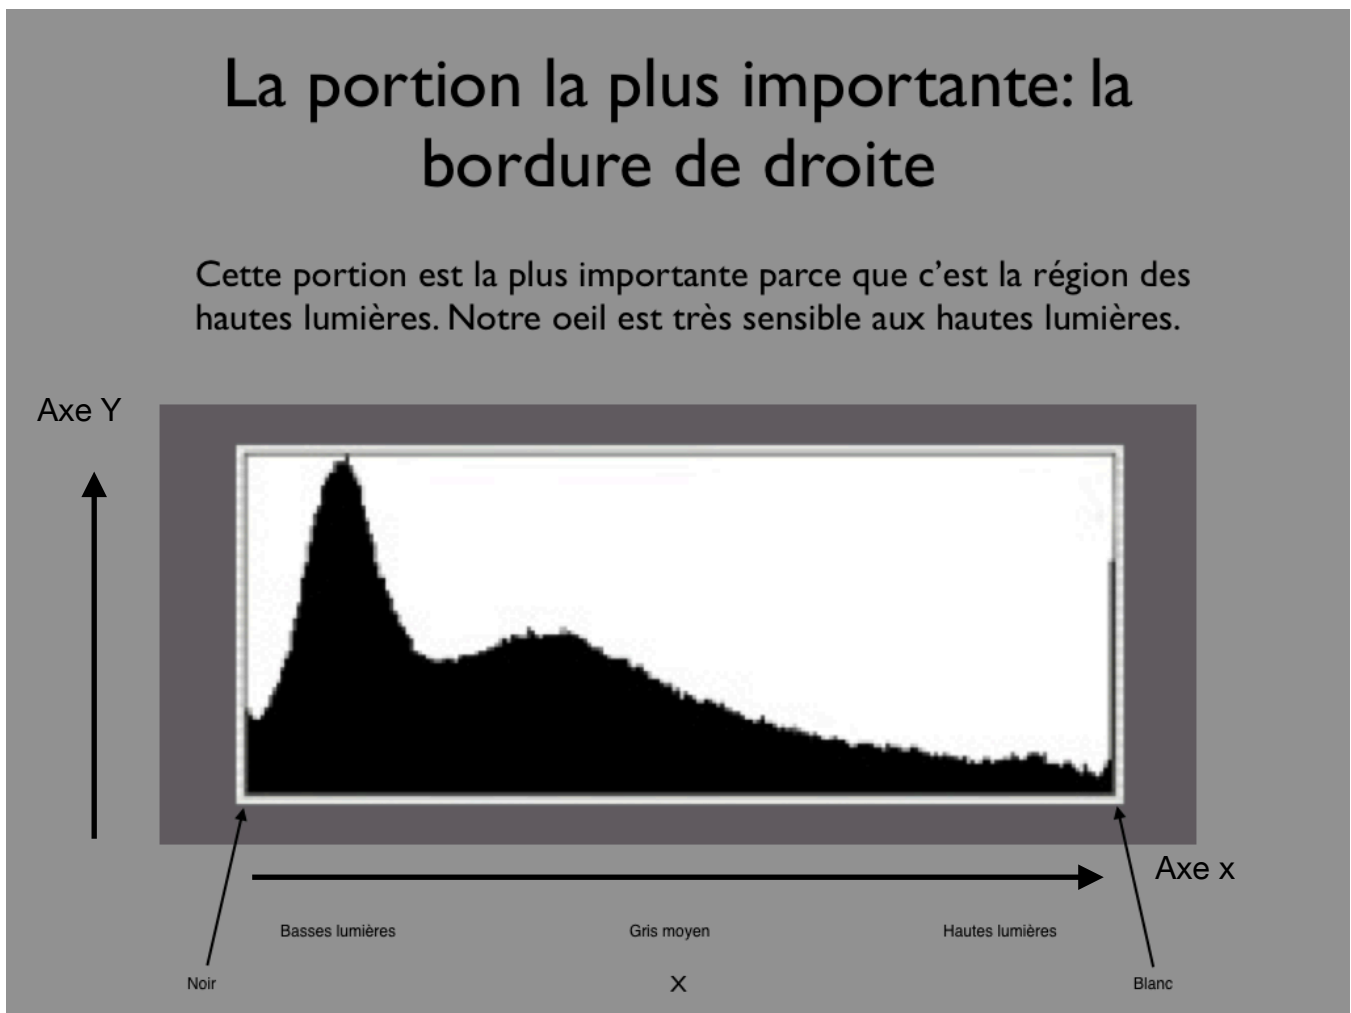 La portion la plus importante: la
bordure de droite
Cette portion est la plus importante parce que c’est la région des
hautes lumières. Notre oeil est très sensible aux hautes lumières.
Axe Y
Axe x
Basses lumières Gris moyen Hautes lumières
Noir X Blanc